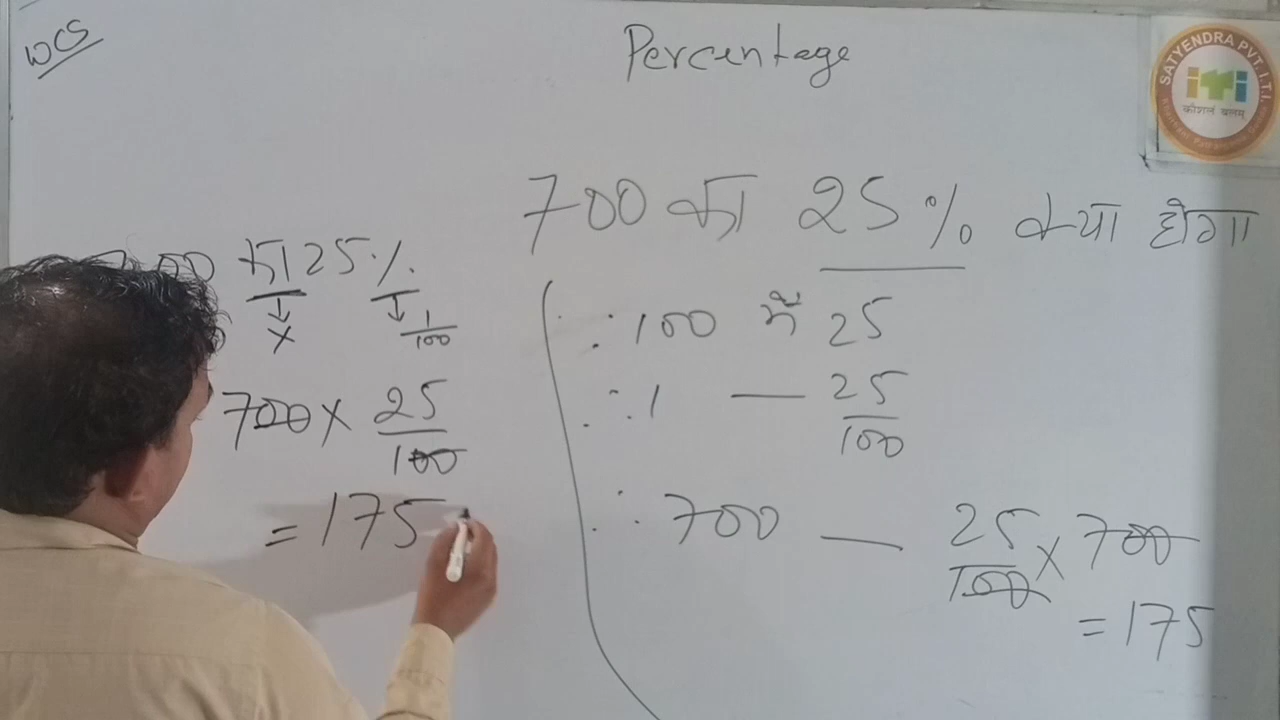 WCS
Percentage
SATYENDRA PVT. I.T.I.
iTi
कौशलं बलम्
700 का 25% क्या होगा
∵ 100 में 25
∴ 1 — 25/100
∴ 700 — 25/100 × 700
= 175
का 25%
↓ ↓
× 1/100
700 × 25/100
= 175